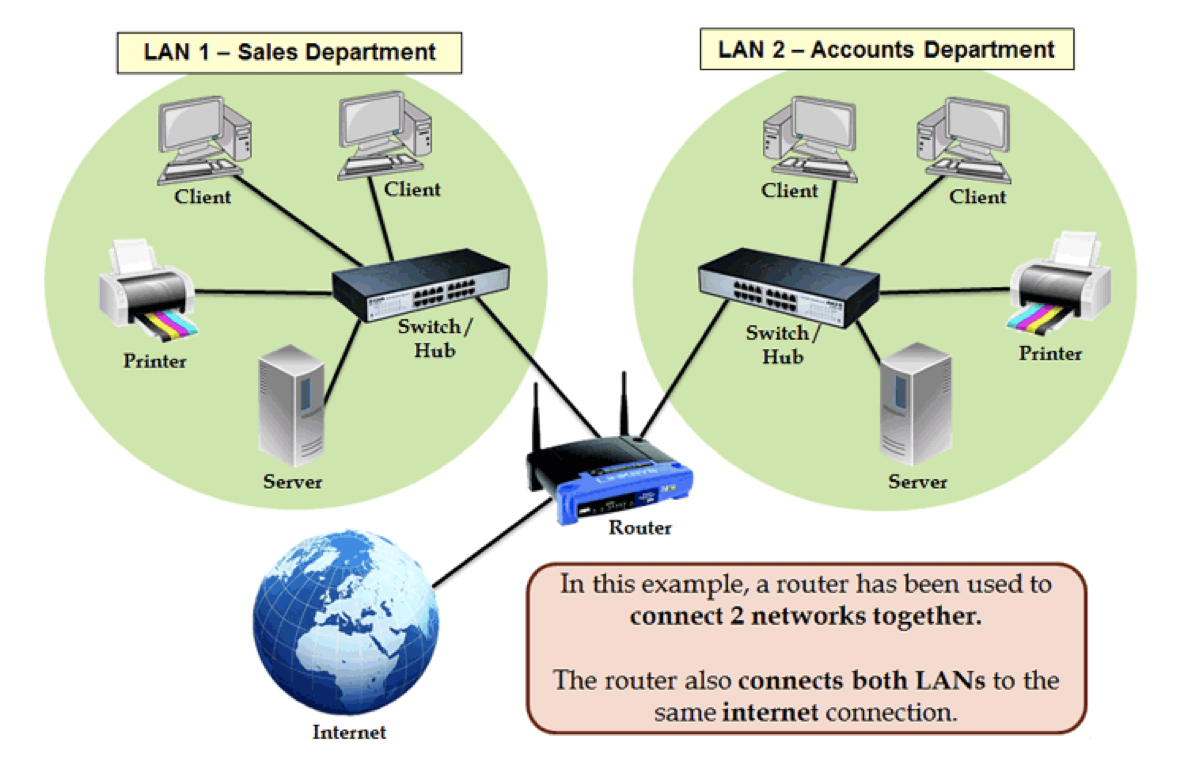 LAN 1 – Sales Department
LAN 2 – Accounts Department
Client
Client
Client
Client
Printer
Switch/
Hub
Switch/
Hub
Printer
Server
Server
LINKSYS
Router
Internet
In this example, a router has been used to
connect 2 networks together.
The router also connects both LANs to the
same internet connection.